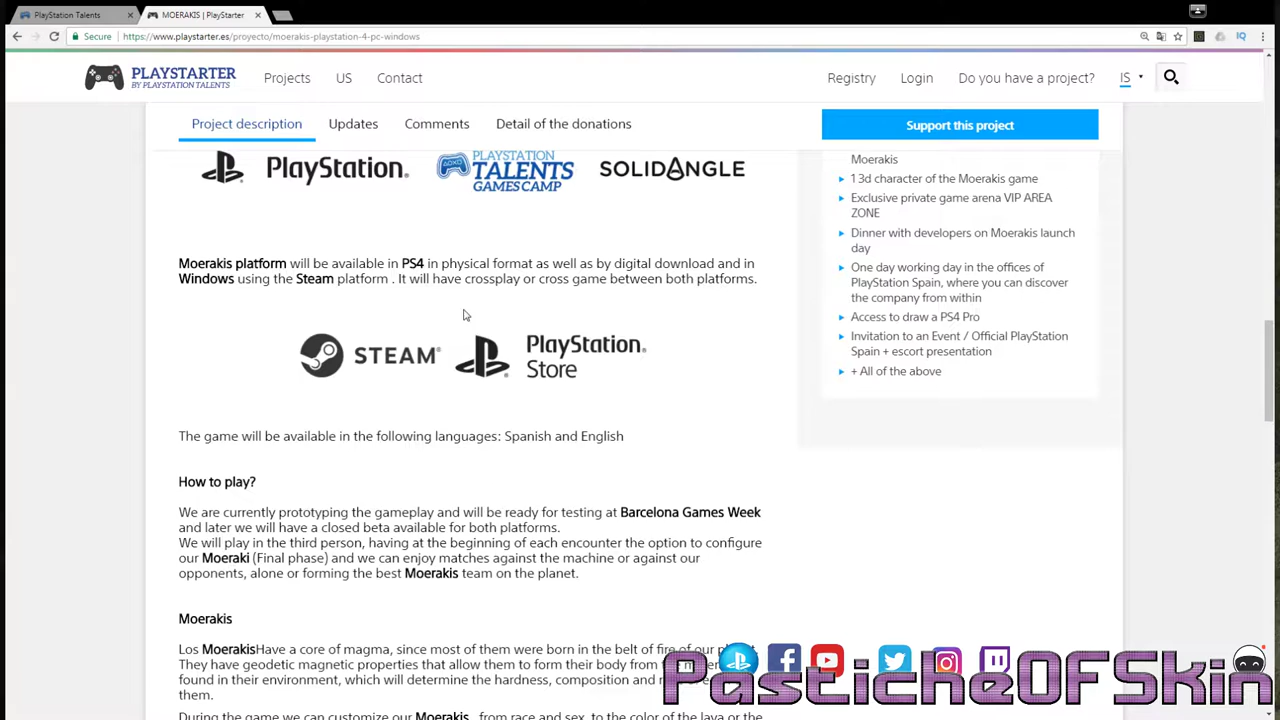 PlayStation Talents
MOERAKIS | PlayStarter
Secure
https://www.playstarter.es/proyecto/moerakis-playstation-4-pc-windows
PLAYSTARTER
BY PLAYSTATION TALENTS
Projects
US
Contact
Registry
Login
Do you have a project?
IS
Project description
Updates
Comments
Detail of the donations
Support this project
PlayStation
PLAYSTATION
TALENTS
GAMES CAMP
SOLIDANGLE
Moerakis platform will be available in PS4 in physical format as well as by digital download and in
Windows using the Steam platform . It will have crossplay or cross game between both platforms.
STEAM
PlayStation
Store
The game will be available in the following languages: Spanish and English
How to play?
We are currently prototyping the gameplay and will be ready for testing at Barcelona Games Week
and later we will have a closed beta available for both platforms.
We will play in the third person, having at the beginning of each encounter the option to configure
our Moeraki (Final phase) and we can enjoy matches against the machine or against our
opponents, alone or forming the best Moerakis team on the planet.
Moerakis
Los MoerakisHave a core of magma, since most of them were born in the belt of fire of our
They have geodetic magnetic properties that allow them to form their body from
found in their environment, which will determine the hardness, composition and
them.
During the game we can customize our Moerakis , from race and sex, to the color of the lava or the
Moerakis
1 3d character of the Moerakis game
Exclusive private game arena VIP AREA
ZONE
Dinner with developers on Moerakis launch
day
One day working day in the offices of
PlayStation Spain, where you can discover
the company from within
Access to draw a PS4 Pro
Invitation to an Event / Official PlayStation
Spain + escort presentation
+ All of the above
PasticheOFSkin